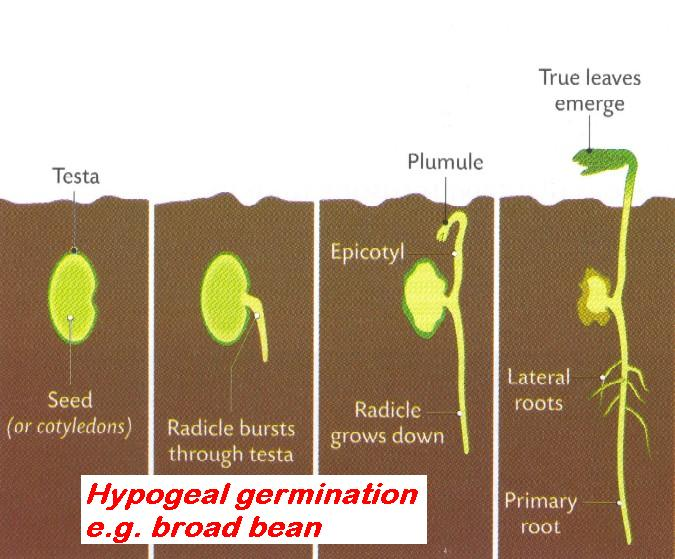 Testa
Seed
(or cotyledons)
Radicle bursts
through testa
Plumule
Epicotyl
Radicle
grows down
True leaves
emerge
Lateral
roots
Primary
root
Hypogeal germination
e.g. broad bean